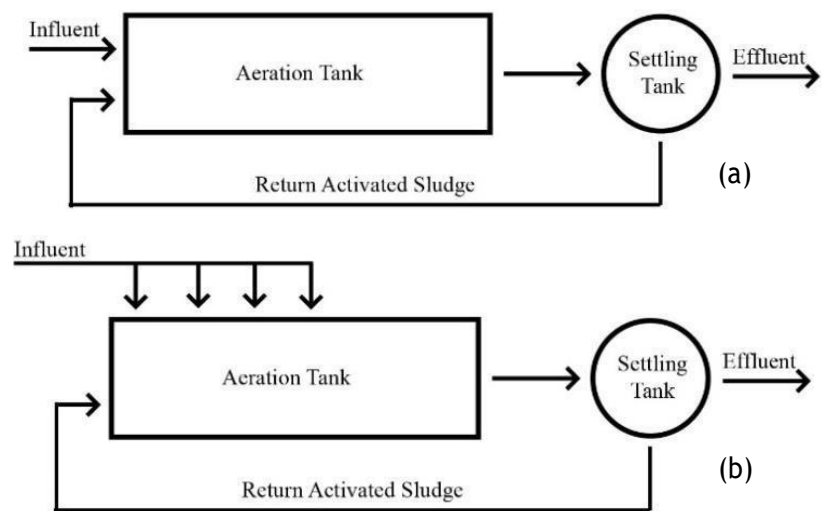 Influent
Aeration Tank
Settling
Tank
Effluent
Return Activated Sludge
(a)
Influent
Aeration Tank
Settling
Tank
Effluent
Return Activated Sludge
(b)